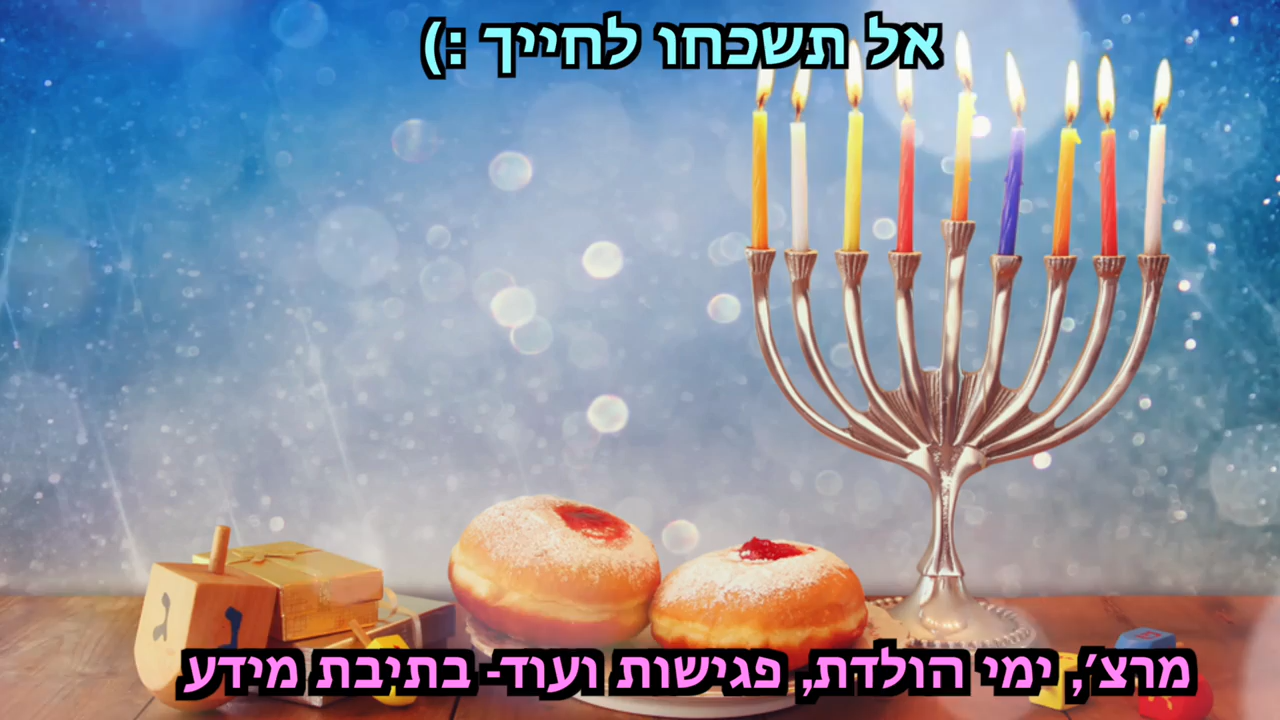 אל תשכחו לחייך :)
מרצ', ימי הולדת, פגישות ועוד- בתיבת מידע
ג
נ